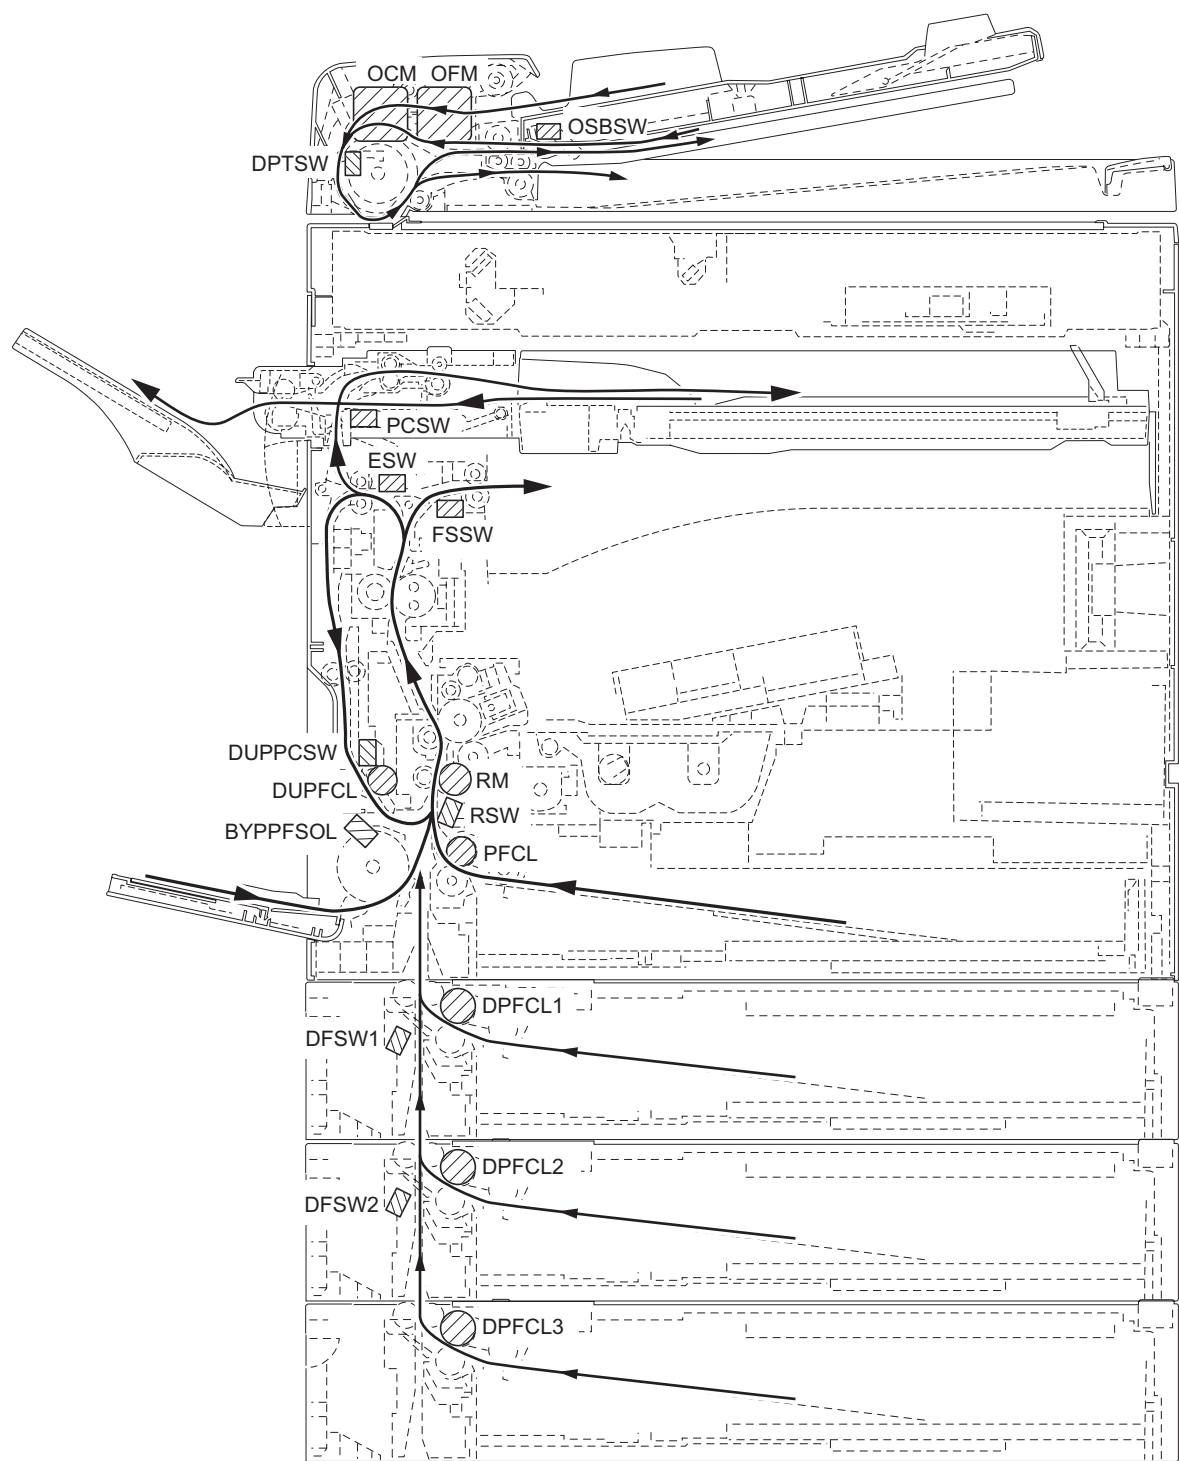 OCM OFM
OSBSW
DPTSW
PCSW
ESW
FSSW
DUPPCSW
DUPFCL
RM
RSW
BYPPFSOL
PFCL
DPFCL1
DFSW1
DPFCL2
DFSW2
DPFCL3